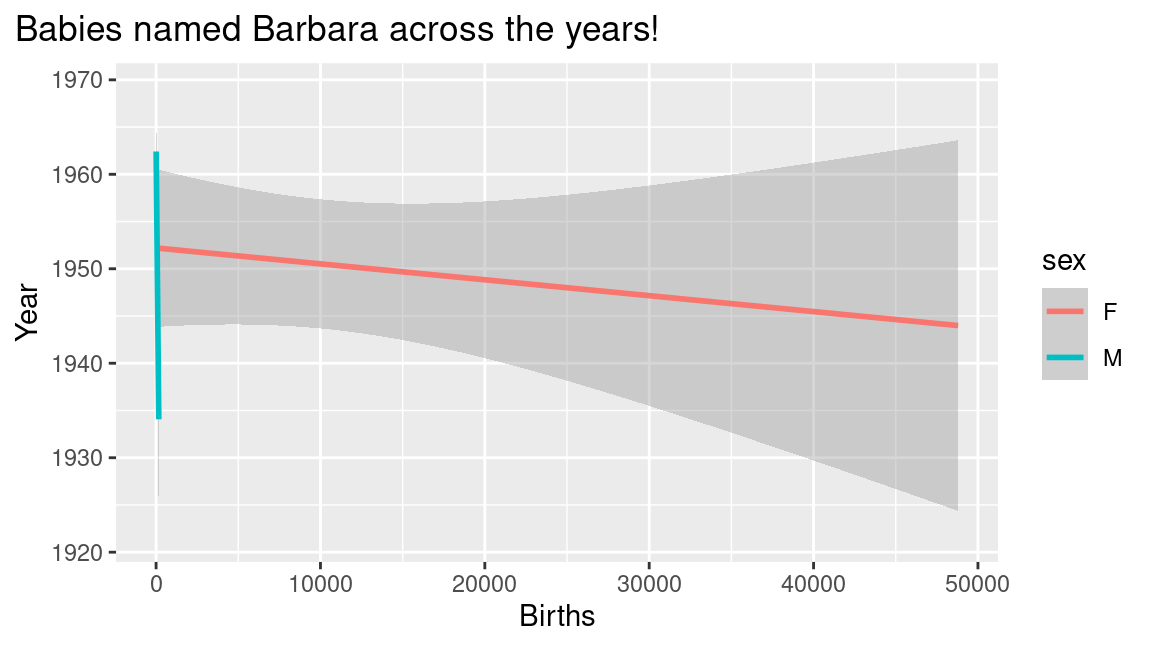 Babies named Barbara across the years!
1970
1960
1950
1940
1930
1920
Year
0 10000 20000 30000 40000 50000
Births
sex
F
M